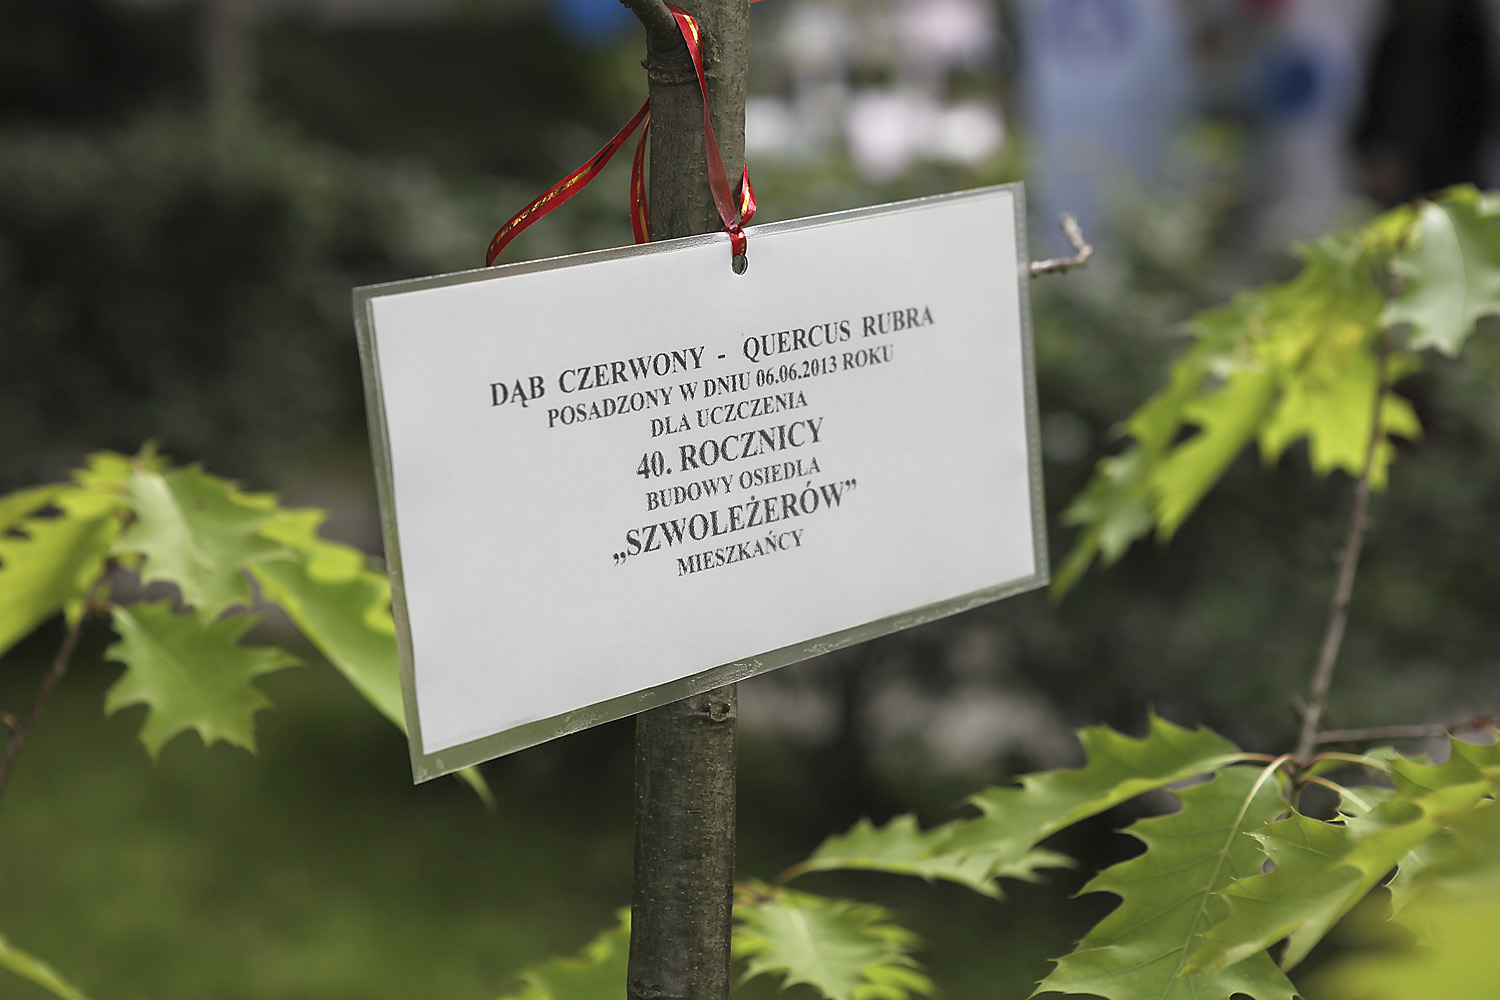 DĄB CZERWONY - QUERCUS RUBRA
POSADZONY W DNIU 06.06.2013 ROKU
DLA UCZCZENIA
40. ROCZNICY
BUDOWY OSIEDLA
„SZWOLEŻERÓW”
MIESZKAŃCY